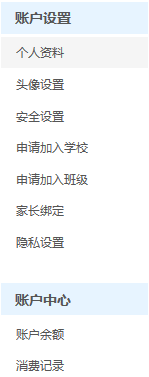 账户设置
个人资料
头像设置
安全设置
申请加入学校
申请加入班级
家长绑定
隐私设置
账户中心
账户余额
消费记录